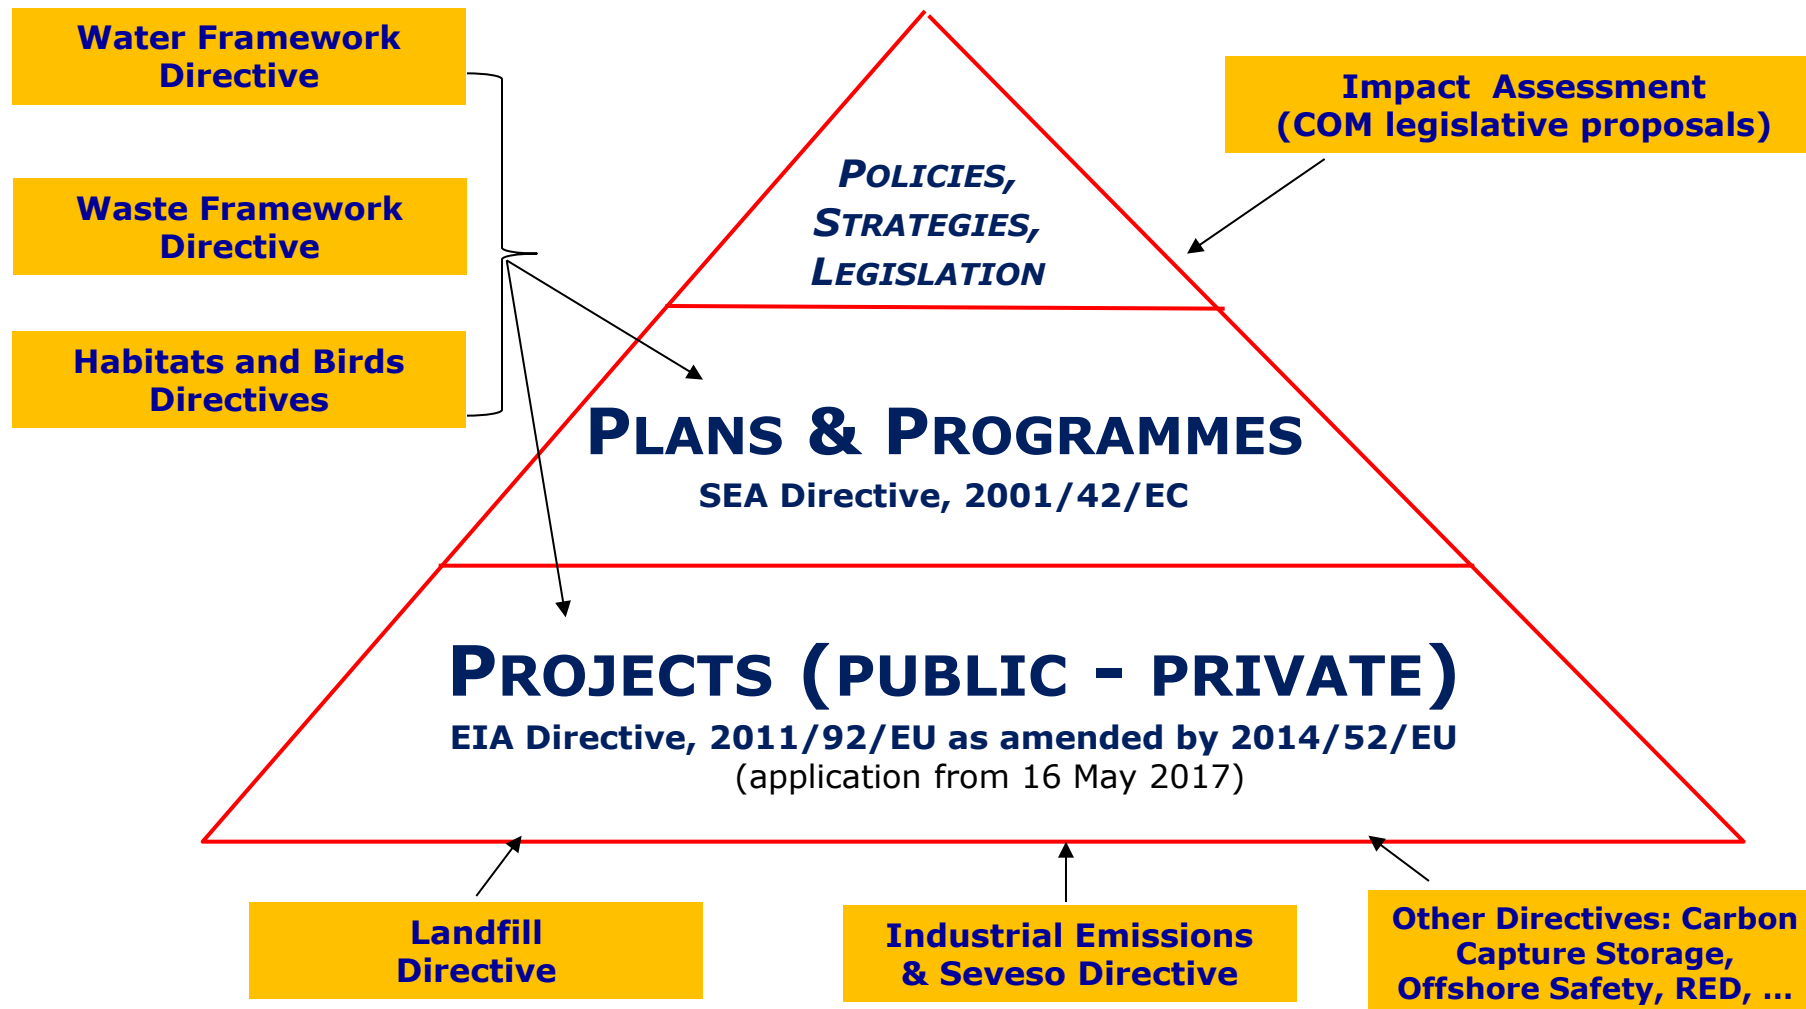 Water Framework
Directive
Impact Assessment
(COM legislative proposals)
POLICIES,
STRATEGIES,
LEGISLATION
Waste Framework
Directive
Habitats and Birds
Directives
PLANS & PROGRAMMES
SEA Directive, 2001/42/EC
PROJECTS (PUBLIC - PRIVATE)
EIA Directive, 2011/92/EU as amended by 2014/52/EU
(application from 16 May 2017)
Landfill
Directive
Industrial Emissions
& Seveso Directive
Other Directives: Carbon
Capture Storage,
Offshore Safety, RED, ...